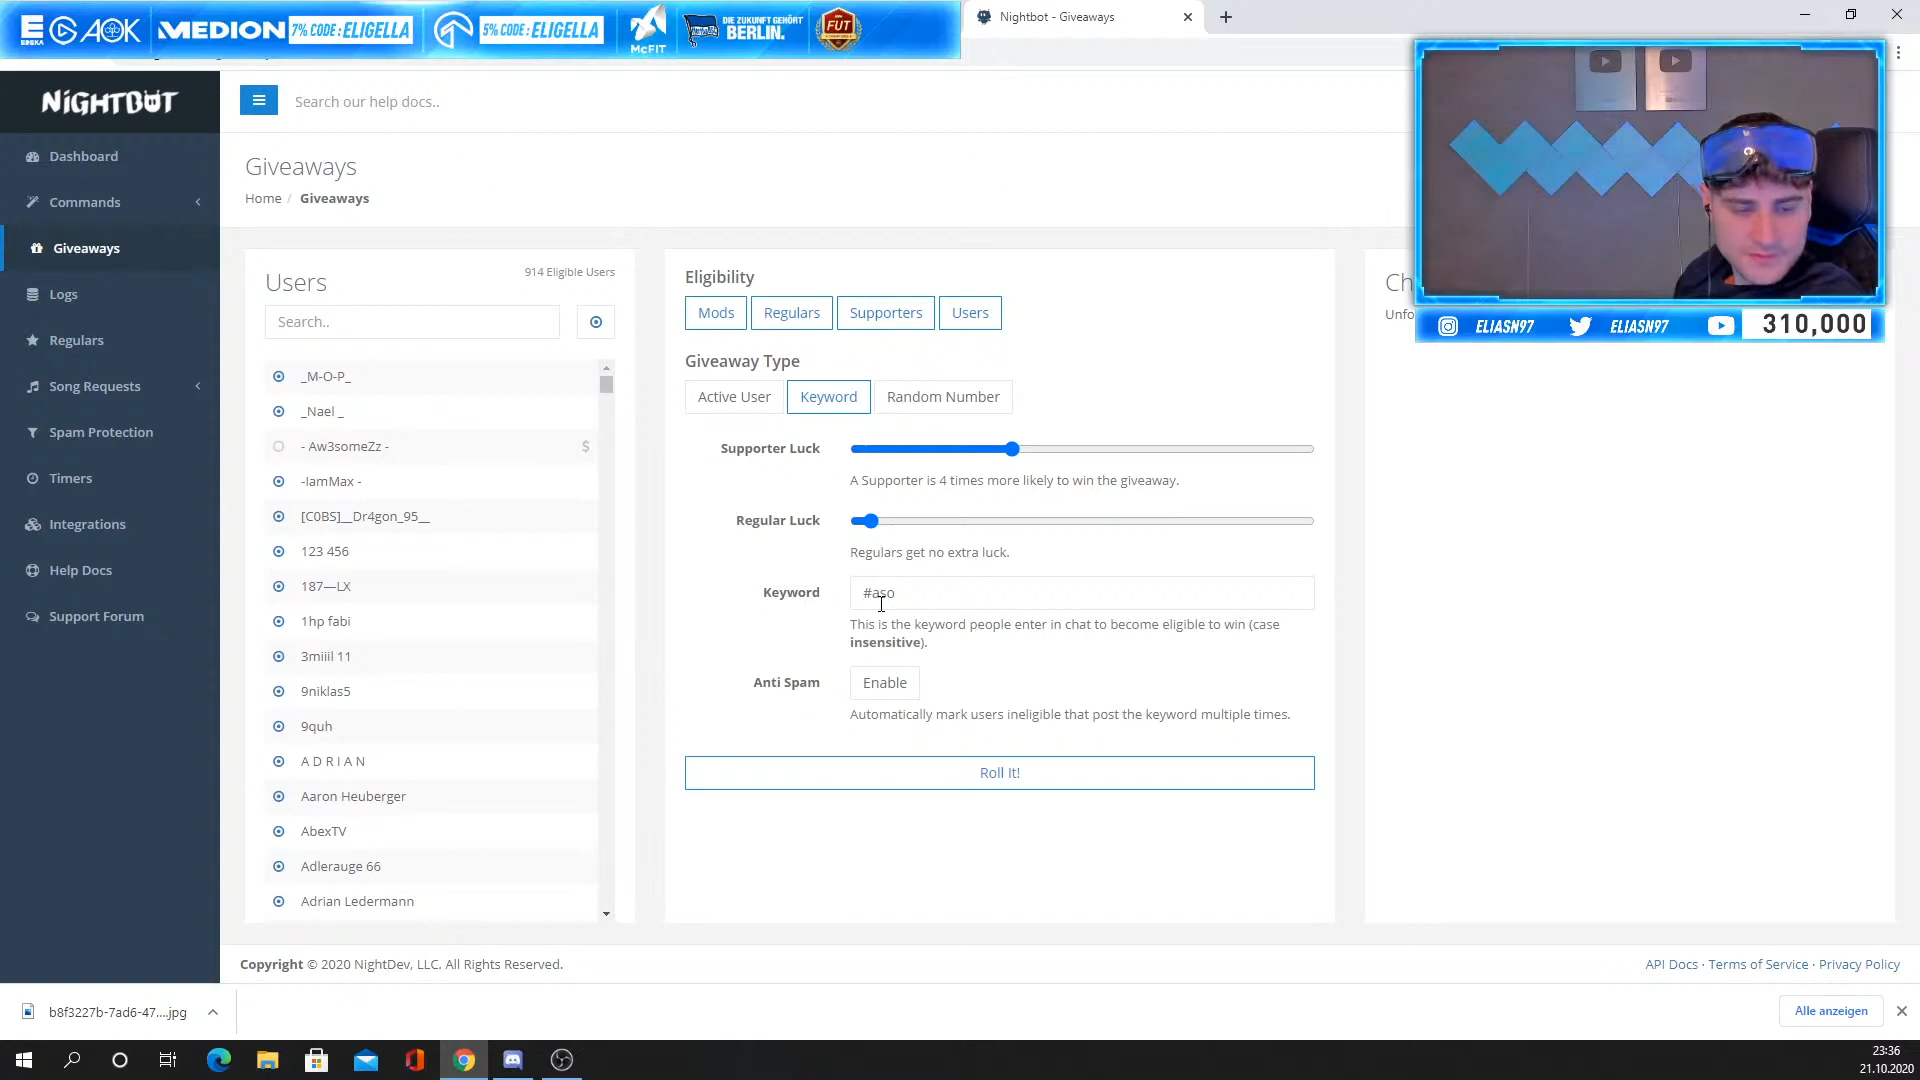 EREKA AOK MEDION 7% CODE : ELIGELLA 5% CODE : ELIGELLA McFIT DIE ZUKUNFT GEHÖRT BERLIN. FUT
Nightbot - Giveaways
NIGHTBOT
Search our help docs..
Dashboard
Commands
Giveaways
Logs
Regulars
Song Requests
Spam Protection
Timers
Integrations
Help Docs
Support Forum
Giveaways
Home / Giveaways
Users
914 Eligible Users
Search..
_M-O-P_
_Nael _
- Aw3someZz - $
-IamMax -
[C0BS]__Dr4gon_95__
123 456
187—LX
1hp fabi
3miiil 11
9niklas5
9quh
A D R I A N
Aaron Heuberger
AbexTV
Adlerauge 66
Adrian Ledermann
Eligibility
Mods Regulars Supporters Users
Giveaway Type
Active User Keyword Random Number
Supporter Luck
A Supporter is 4 times more likely to win the giveaway.
Regular Luck
Regulars get no extra luck.
Keyword #aso
This is the keyword people enter in chat to become eligible to win (case
insensitive).
Anti Spam Enable
Automatically mark users ineligible that post the keyword multiple times.
Roll It!
Ch
Unfo
ELIASN97 ELIASN97 310,000
Copyright © 2020 NightDev, LLC. All Rights Reserved.
API Docs · Terms of Service · Privacy Policy
b8f3227b-7ad6-47....jpg
Alle anzeigen
23:36
21.10.2020